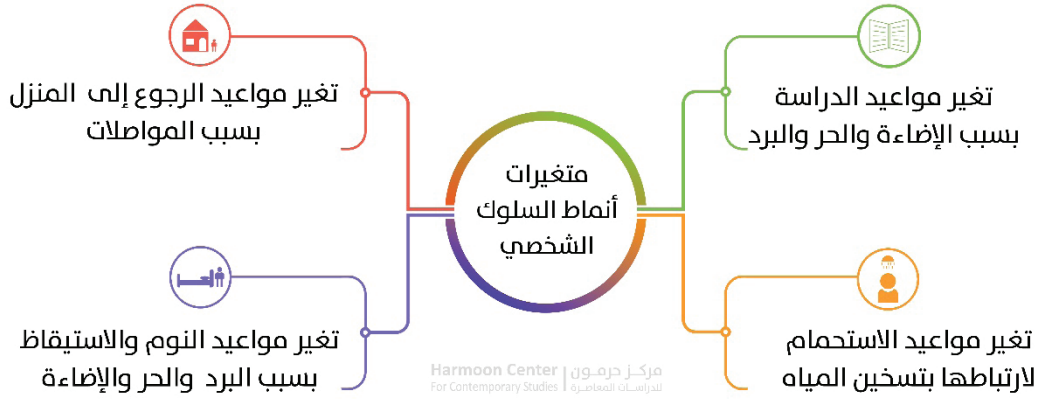 متغيرات
أنماط السلوك
الشخصي
تغير مواعيد الدراسة
بسبب الإضاءة والحر والبرد
تغير مواعيد الرجوع إلى المنزل
بسبب المواصلات
تغير مواعيد الاستحمام
لارتباطها بتسخين المياه
تغير مواعيد النوم والاستيقاظ
بسبب البرد والحر والإضاءة
مركز حرمون
للدراسات المعاصرة
Harmoon Center
For Contemporary Studies